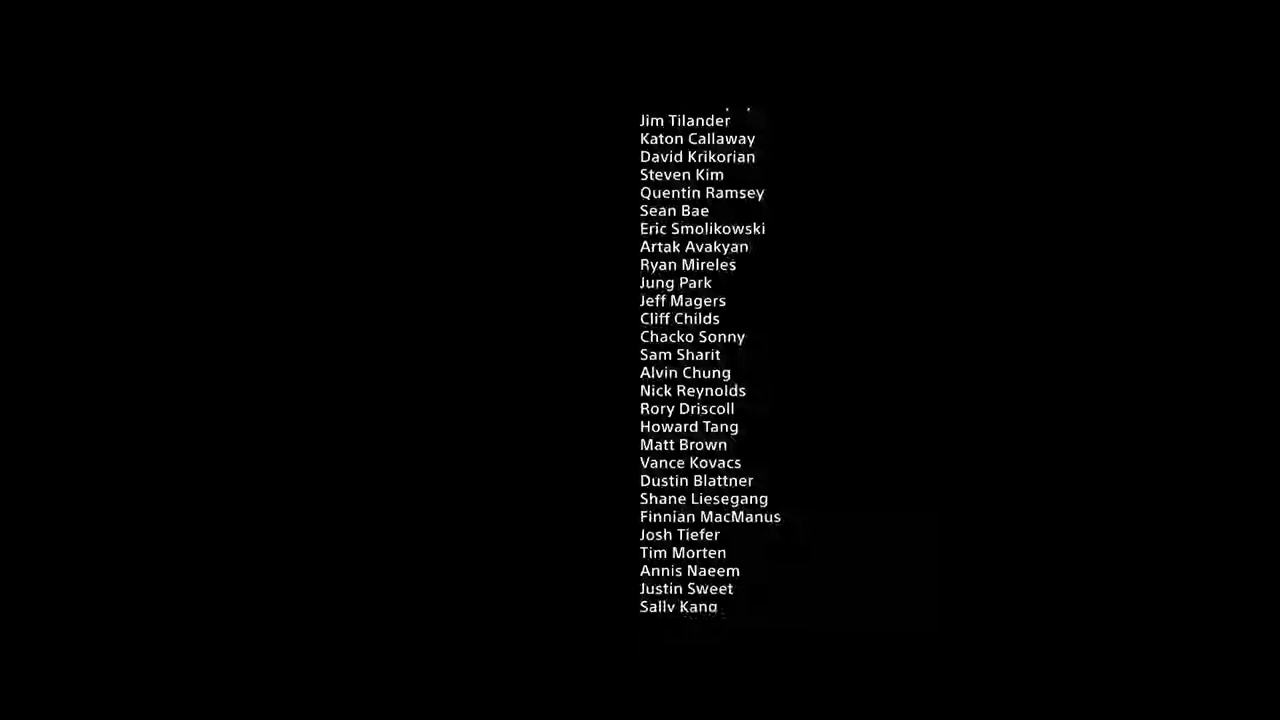 Jim Tilander
Katon Callaway
David Krikorian
Steven Kim
Quentin Ramsey
Sean Bae
Eric Smolikowski
Artak Avakyan
Ryan Mireles
Jung Park
Jeff Magers
Cliff Childs
Chacko Sonny
Sam Sharit
Alvin Chung
Nick Reynolds
Rory Driscoll
Howard Tang
Matt Brown
Vance Kovacs
Dustin Blattner
Shane Liesegang
Finnian MacManus
Josh Tiefer
Tim Morten
Annis Naeem
Justin Sweet
Sally Kang